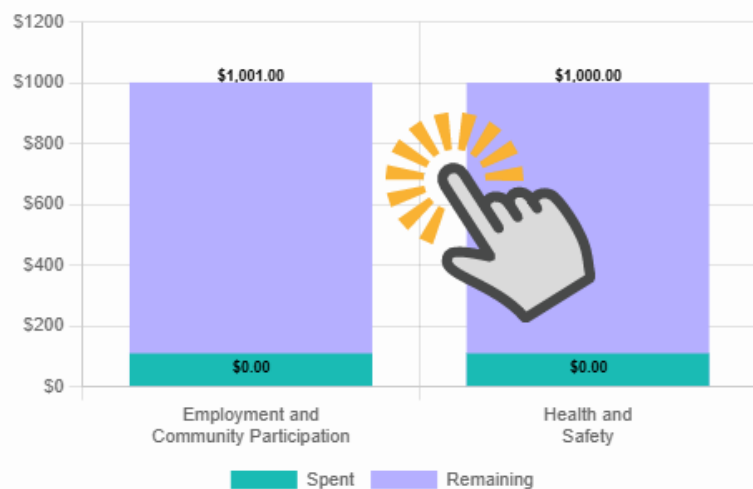 $1200
$1000
$800
$600
$400
$200
$0
$1,001.00
$1,000.00
$0.00
$0.00
Employment and
Community Participation
Health and
Safety
Spent
Remaining